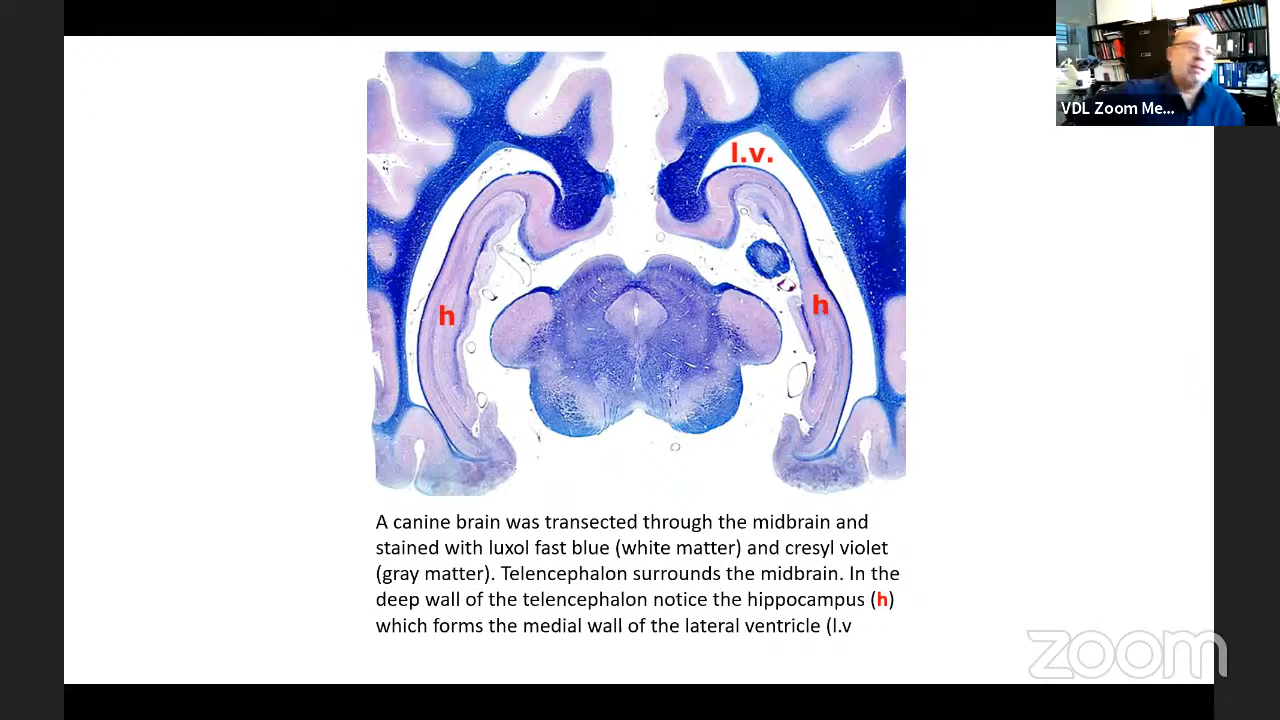 l.v.
h
h
VDL Zoom Me...
A canine brain was transected through the midbrain and
stained with luxol fast blue (white matter) and cresyl violet
(gray matter). Telencephalon surrounds the midbrain. In the
deep wall of the telencephalon notice the hippocampus (h)
which forms the medial wall of the lateral ventricle (l.v
zoom